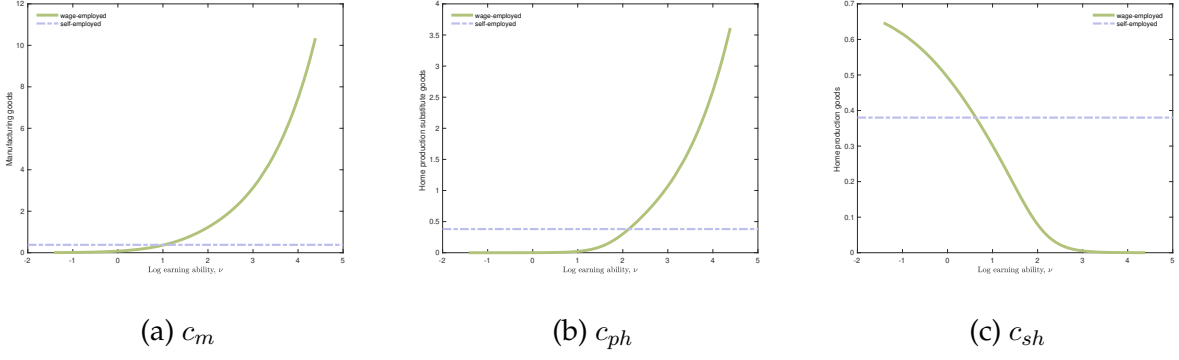 wage-employed
self-employed
Manufacturing goods
12
10
8
6
4
2
0
-2 -1 0 1 2 3 4 5
Log earning ability, ν
(a) c_m
wage-employed
self-employed
Home production substitute goods
4
3.5
3
2.5
2
1.5
1
0.5
0
-2 -1 0 1 2 3 4 5
Log earning ability, ν
(b) c_ph
wage-employed
self-employed
Home production goods
0.7
0.6
0.5
0.4
0.3
0.2
0.1
0
-2 -1 0 1 2 3 4 5
Log earning ability, ν
(c) c_sh